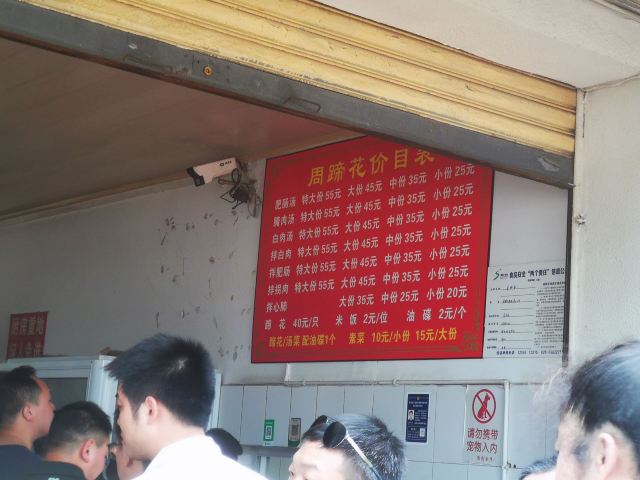 周蹄花价目表
肥肠汤 特大份55元 大份45元 中份35元 小份25元
膀肉汤 特大份55元 大份45元 中份35元 小份25元
白肉汤 特大份55元 大份45元 中份35元 小份25元
拌白肉 特大份55元 大份45元 中份35元 小份25元
拌肥肠 特大份55元 大份45元 中份35元 小份25元
拌拐肉 特大份55元 大份45元 中份35元 小份25元
拌心肺 大份35元 中份25元 小份20元
蹄 花 40元/只 米 饭 2元/位 油 碟 2元/个
蹄花/汤菜 配油碟1个 素菜 10元/小份 15元/大份
厨房重地
请勿携带
宠物入内